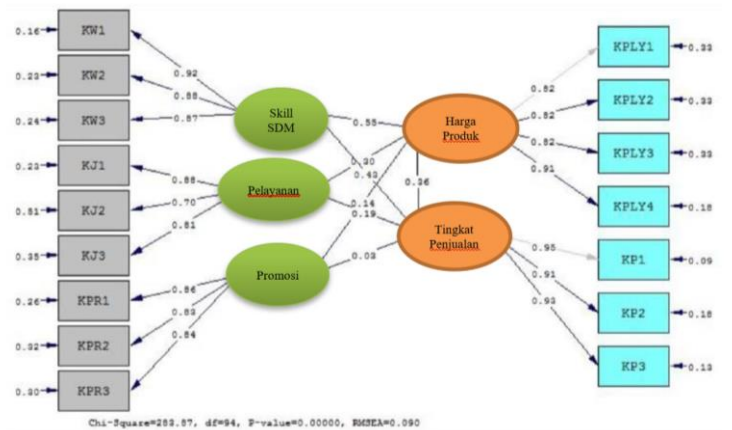 0.16
KW1
0.23
KW2
0.24
KW3
0.23
KJ1
0.51
KJ2
0.35
KJ3
0.26
KPR1
0.32
KPR2
0.30
KPR3
0.92
0.88
0.87
0.88
0.70
0.81
0.86
0.83
0.84
Skill
SDM
Pelayanan
Promosi
0.55
0.30
0.43
0.14
0.19
0.03
0.36
Harga
Produk
Tingkat
Penjualan
0.82
0.82
0.82
0.91
0.95
0.91
0.93
KPLY1
0.33
KPLY2
0.33
KPLY3
0.33
KPLY4
0.18
KP1
0.09
KP2
0.18
KP3
0.13
Chi-Square=283.87, df=94, P-value=0.00000, RMSEA=0.090